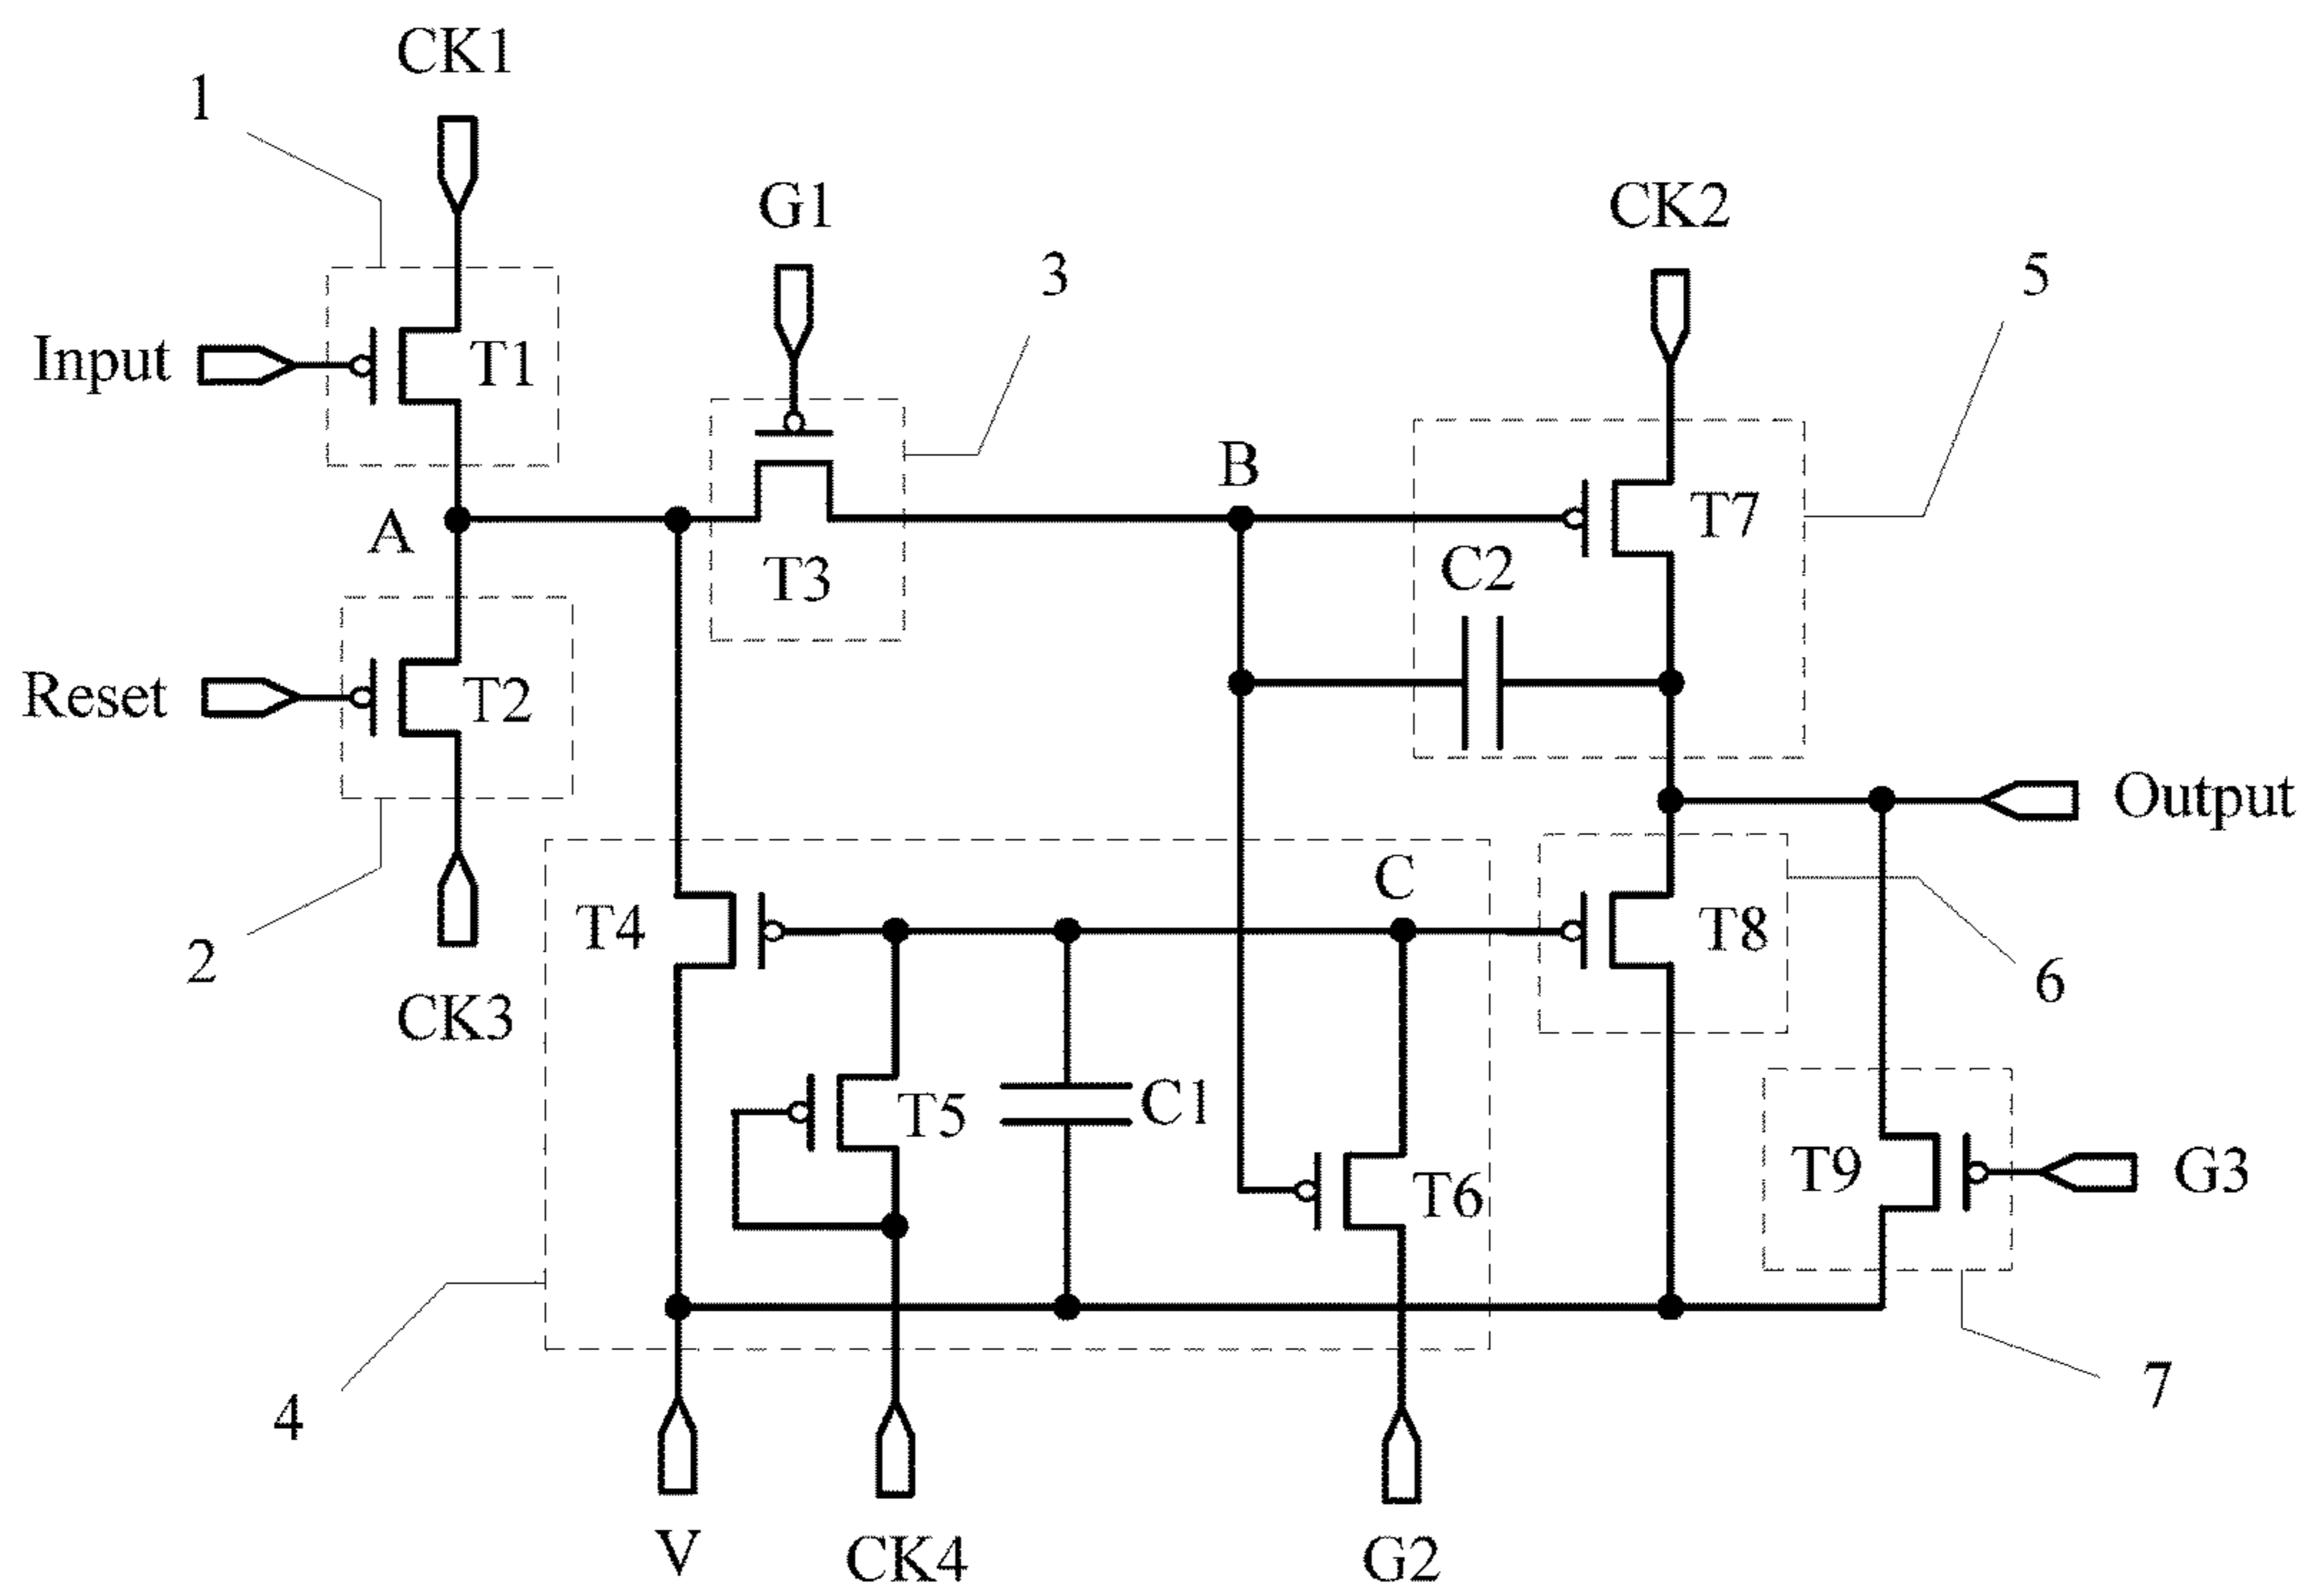 CK1
1
G1
CK2
3
5
Input
T1
B
T7
A
T3
C2
Reset
T2
Output
C
T4
T8
2
6
CK3
T5
C1
T9
G3
T6
4
7
V
CK4
G2